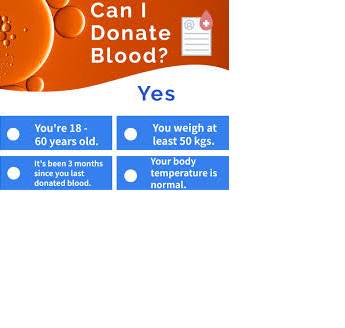 Can I
Donate
Blood?
Yes
You're 18 -
60 years old.
You weigh at
least 50 kgs.
It's been 3 months
since you last
donated blood.
Your body
temperature is
normal.